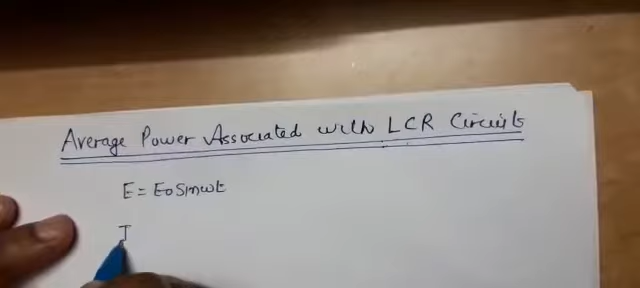 Average Power Associated with LCR Circuits
E = E₀ Sinωt
I